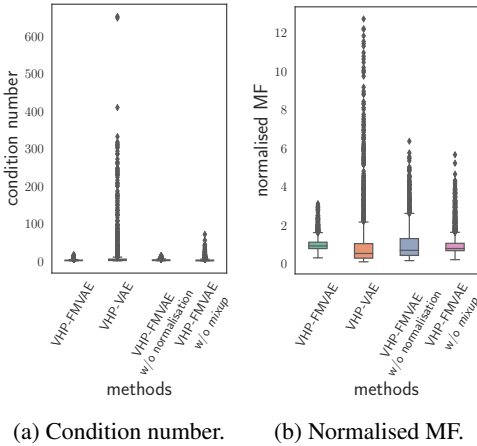 600
500
400
300
200
100
0
condition number
VHP-FMVAE
VHP-VAE
VHP-FMVAE
w/o normalisation
VHP-FMVAE
w/o mixup
methods
(a) Condition number.
12
10
8
6
4
2
0
normalised MF
VHP-FMVAE
VHP-VAE
VHP-FMVAE
w/o normalisation
VHP-FMVAE
w/o mixup
methods
(b) Normalised MF.